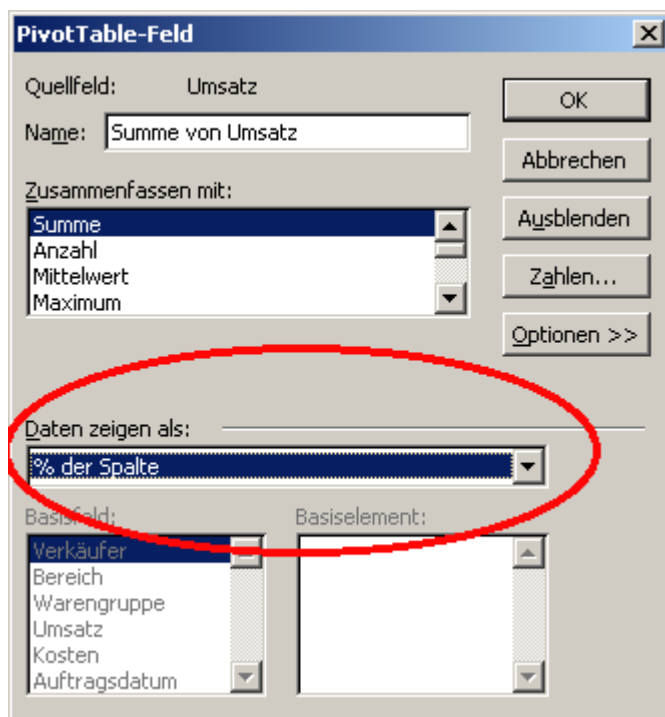 PivotTable-Feld
Quellfeld: Umsatz
Name: Summe von Umsatz
Zusammenfassen mit:
Summe
Anzahl
Mittelwert
Maximum
OK
Abbrechen
Ausblenden
Zahlen...
Optionen >>
Daten zeigen als:
% der Spalte
Basisfeld:
Verkäufer
Bereich
Warengruppe
Umsatz
Kosten
Auftragsdatum
Basiselement: